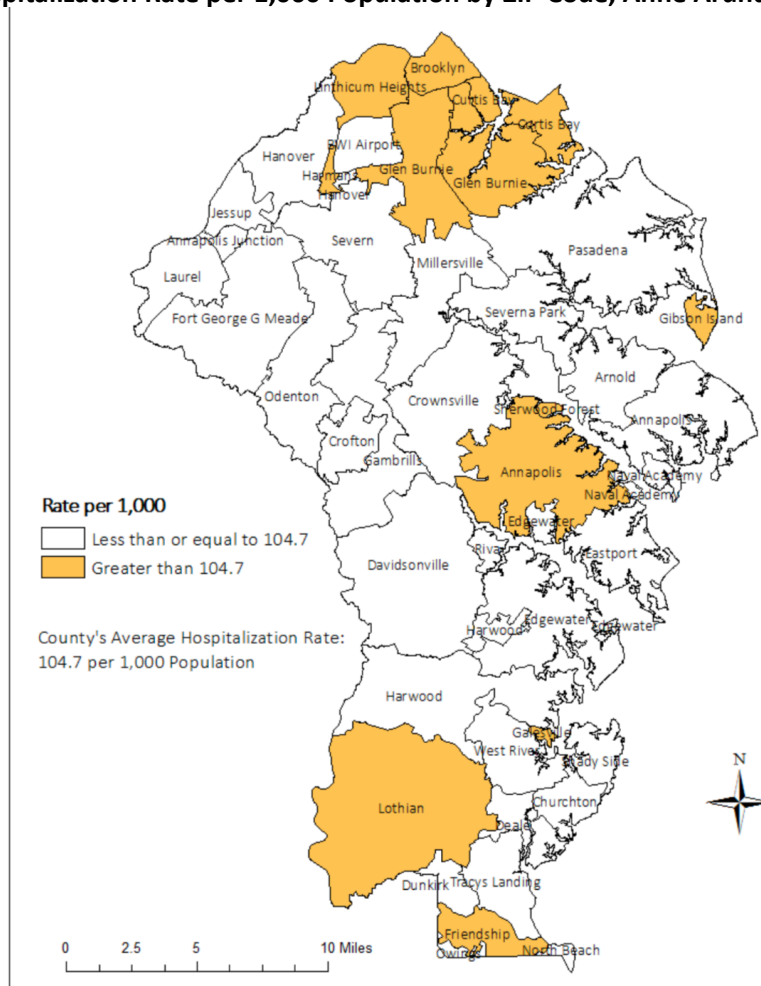 pitalization Rate per 1,000 Population by ZIP Code, Anne Arund
Brooklyn
Linthicum Heights
Curtis Bay
Curtis Bay
BWI Airport
Hanover
Glen Burnie
Harmans
Glen Burnie
Hanover
Jessup
Annapolis Junction
Severn
Pasadena
Millersville
Laurel
Severna Park
Gibson Island
Fort George G Meade
Arnold
Odenton
Crownsville
Sherwood Forest
Annapolis
Crofton
Gambrills
Annapolis
Naval Academy
Naval Academy
Rate per 1,000
Less than or equal to 104.7
Greater than 104.7
Edgewater
Riva
Eastport
Davidsonville
County's Average Hospitalization Rate:
104.7 per 1,000 Population
Harwood
Edgewater
Edgewater
Harwood
Galesville
West River
Shady Side
N
Lothian
Churchton
Deale
Dunkirk
Tracys Landing
Friendship
Owings
North Beach
0 2.5 5 10 Miles